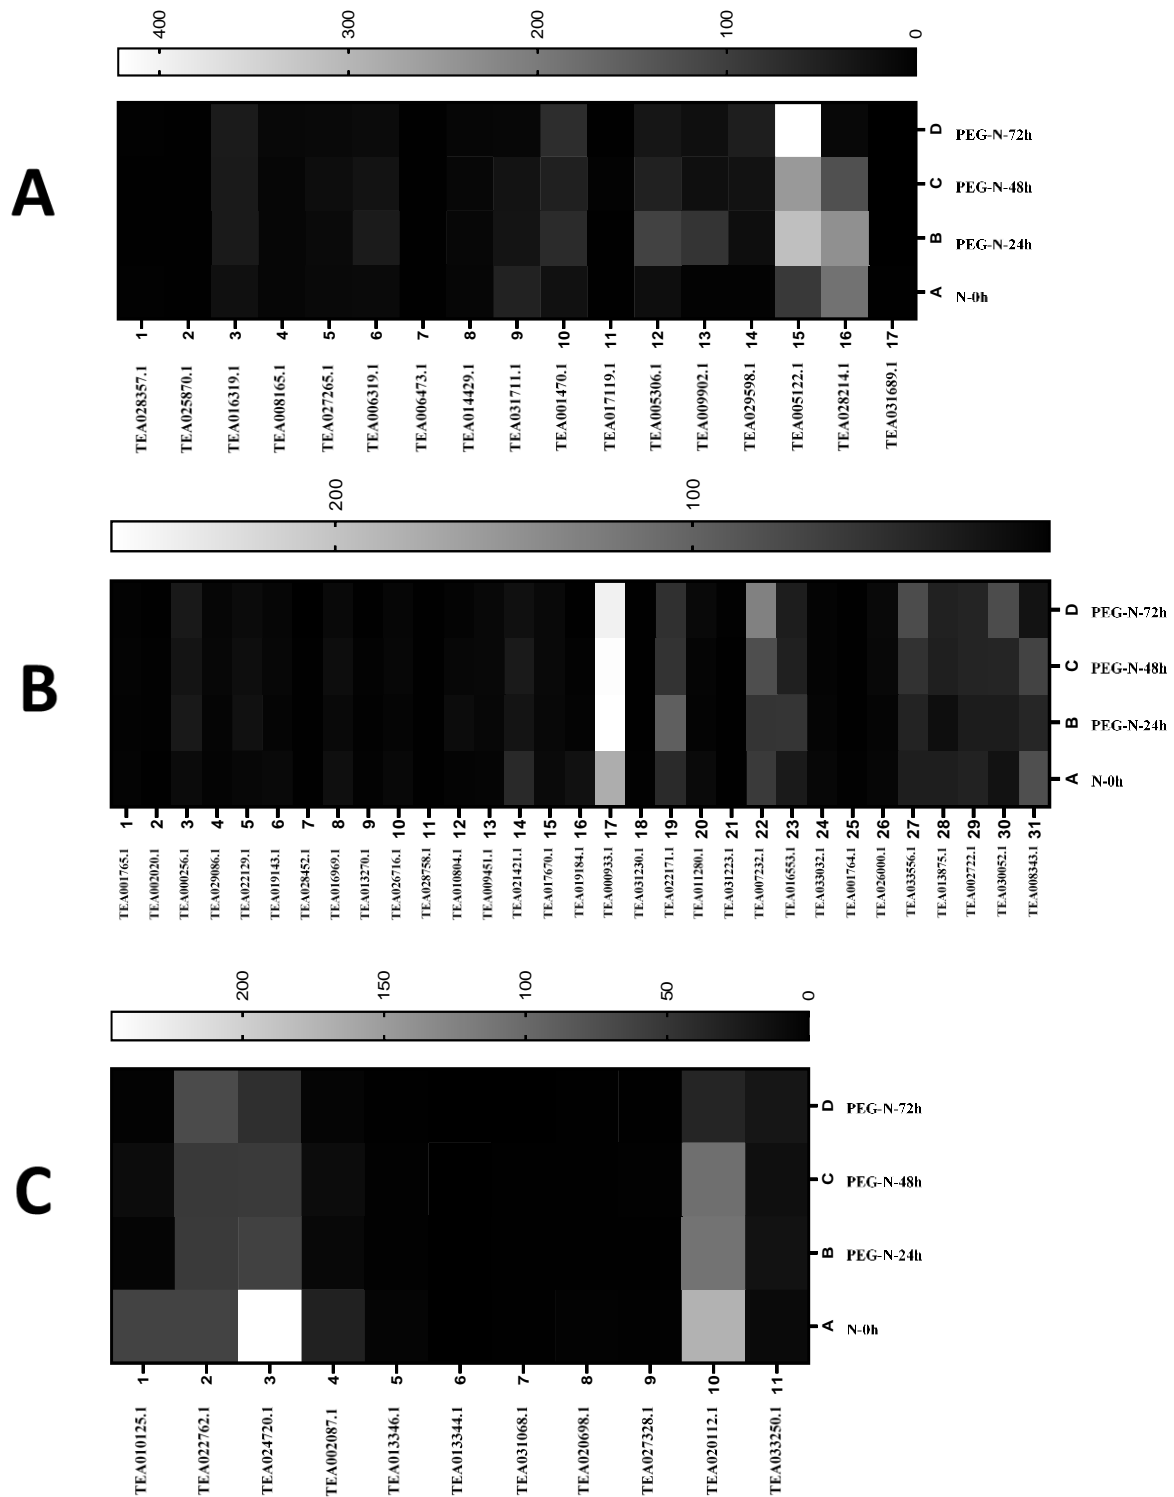 400 300 200 100 0
A
D PEG-N-72h
C PEG-N-48h
B PEG-N-24h
A N-0h
1 2 3 4 5 6 7 8 9 10 11 12 13 14 15 16 17
TEA028357.1
TEA025870.1
TEA016319.1
TEA008165.1
TEA027265.1
TEA006319.1
TEA006473.1
TEA014429.1
TEA031711.1
TEA001470.1
TEA017119.1
TEA005306.1
TEA009902.1
TEA029598.1
TEA005122.1
TEA028214.1
TEA031689.1
200 100
B
D PEG-N-72h
C PEG-N-48h
B PEG-N-24h
A N-0h
1 2 3 4 5 6 7 8 9 10 11 12 13 14 15 16 17 18 19 20 21 22 23 24 25 26 27 28 29 30 31
TEA001765.1
TEA002020.1
TEA000256.1
TEA029086.1
TEA022129.1
TEA019143.1
TEA028452.1
TEA016969.1
TEA013270.1
TEA026716.1
TEA028758.1
TEA010804.1
TEA009451.1
TEA021421.1
TEA017670.1
TEA019184.1
TEA000933.1
TEA031230.1
TEA022171.1
TEA011280.1
TEA031223.1
TEA007232.1
TEA016553.1
TEA033032.1
TEA001764.1
TEA026000.1
TEA033556.1
TEA013875.1
TEA002722.1
TEA030052.1
TEA008343.1
200 150 100 50 0
C
D PEG-N-72h
C PEG-N-48h
B PEG-N-24h
A N-0h
1 2 3 4 5 6 7 8 9 10 11
TEA010125.1
TEA022762.1
TEA024720.1
TEA002087.1
TEA013346.1
TEA013344.1
TEA031068.1
TEA020698.1
TEA027328.1
TEA020112.1
TEA033250.1